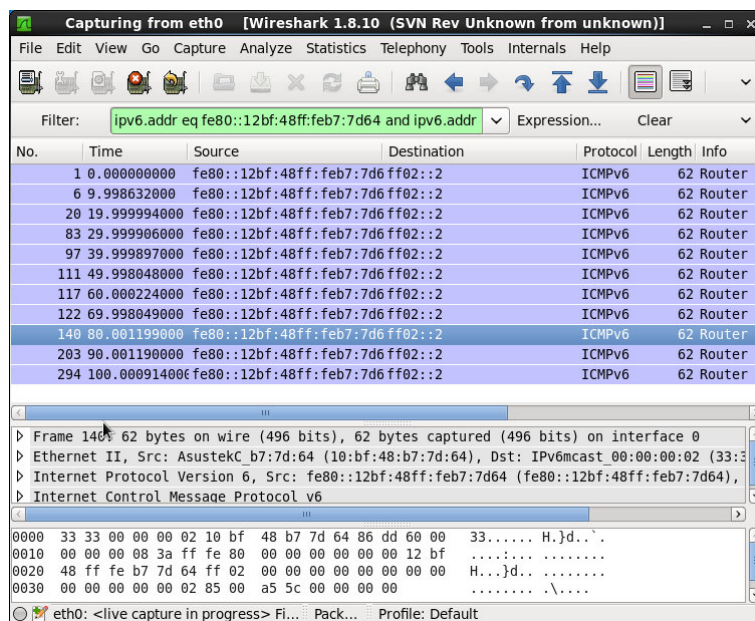 Capturing from eth0 [Wireshark 1.8.10 (SVN Rev Unknown from unknown)]
File Edit View Go Capture Analyze Statistics Telephony Tools Internals Help
Filter: ipv6.addr eq fe80::12bf:48ff:feb7:7d64 and ipv6.addr Expression... Clear
No. Time Source Destination Protocol Length Info
1 0.000000000 fe80::12bf:48ff:feb7:7d6 ff02::2 ICMPv6 62 Router
6 9.998632000 fe80::12bf:48ff:feb7:7d6 ff02::2 ICMPv6 62 Router
20 19.999994000 fe80::12bf:48ff:feb7:7d6 ff02::2 ICMPv6 62 Router
83 29.999906000 fe80::12bf:48ff:feb7:7d6 ff02::2 ICMPv6 62 Router
97 39.999897000 fe80::12bf:48ff:feb7:7d6 ff02::2 ICMPv6 62 Router
111 49.998048000 fe80::12bf:48ff:feb7:7d6 ff02::2 ICMPv6 62 Router
117 60.000224000 fe80::12bf:48ff:feb7:7d6 ff02::2 ICMPv6 62 Router
122 69.998049000 fe80::12bf:48ff:feb7:7d6 ff02::2 ICMPv6 62 Router
140 80.001199000 fe80::12bf:48ff:feb7:7d6 ff02::2 ICMPv6 62 Router
203 90.001190000 fe80::12bf:48ff:feb7:7d6 ff02::2 ICMPv6 62 Router
294 100.00091400 fe80::12bf:48ff:feb7:7d6 ff02::2 ICMPv6 62 Router
Frame 140: 62 bytes on wire (496 bits), 62 bytes captured (496 bits) on interface 0
Ethernet II, Src: AsustekC_b7:7d:64 (10:bf:48:b7:7d:64), Dst: IPv6mcast_00:00:00:02 (33:3
Internet Protocol Version 6, Src: fe80::12bf:48ff:feb7:7d64 (fe80::12bf:48ff:feb7:7d64),
Internet Control Message Protocol v6
0000 33 33 00 00 00 02 10 bf 48 b7 7d 64 86 dd 60 00 33...... H.}d..`.
0010 00 00 00 08 3a ff fe 80 00 00 00 00 00 00 12 bf ....:... ........
0020 48 ff fe b7 7d 64 ff 02 00 00 00 00 00 00 00 00 H...}d.. ........
0030 00 00 00 00 00 02 85 00 a5 5c 00 00 00 00 ........ .\....
eth0: <live capture in progress> Fi... Pack... Profile: Default